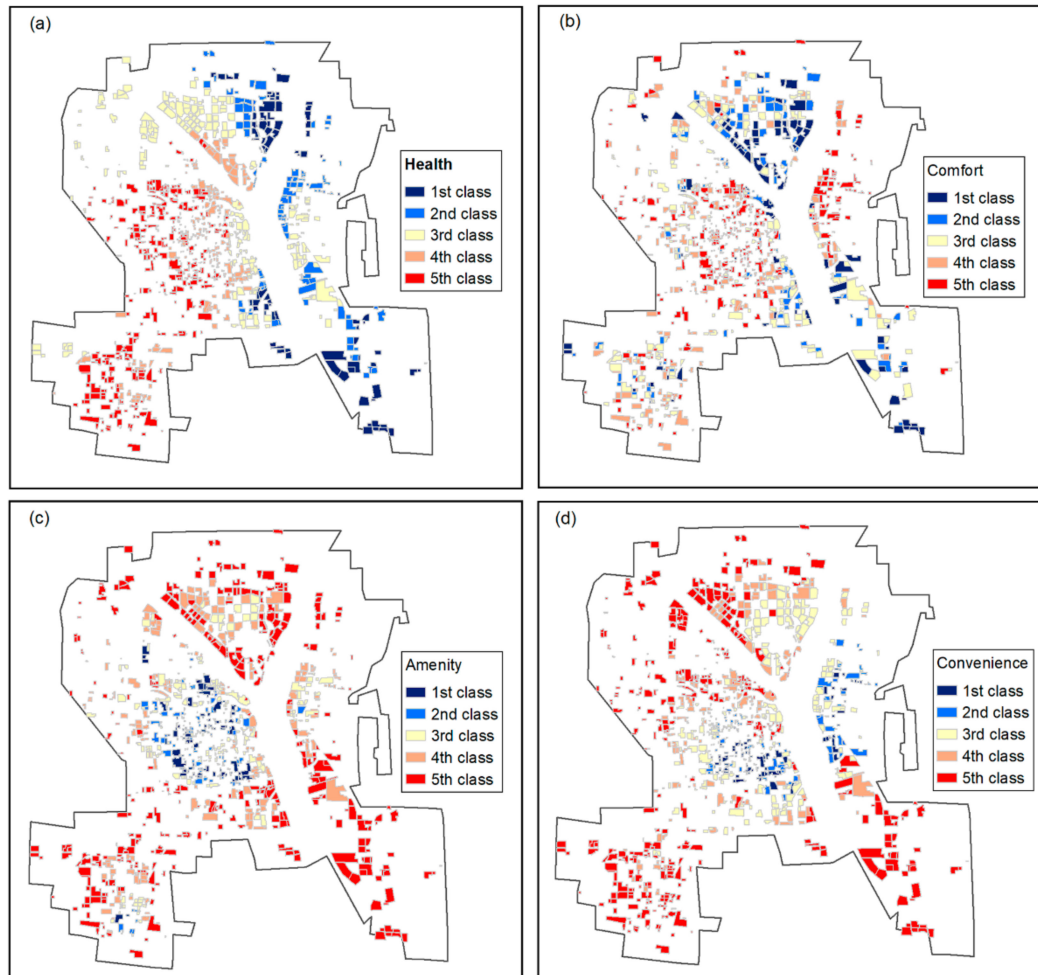 (a)
Health
1st class
2nd class
3rd class
4th class
5th class
(b)
Comfort
1st class
2nd class
3rd class
4th class
5th class
(c)
Amenity
1st class
2nd class
3rd class
4th class
5th class
(d)
Convenience
1st class
2nd class
3rd class
4th class
5th class